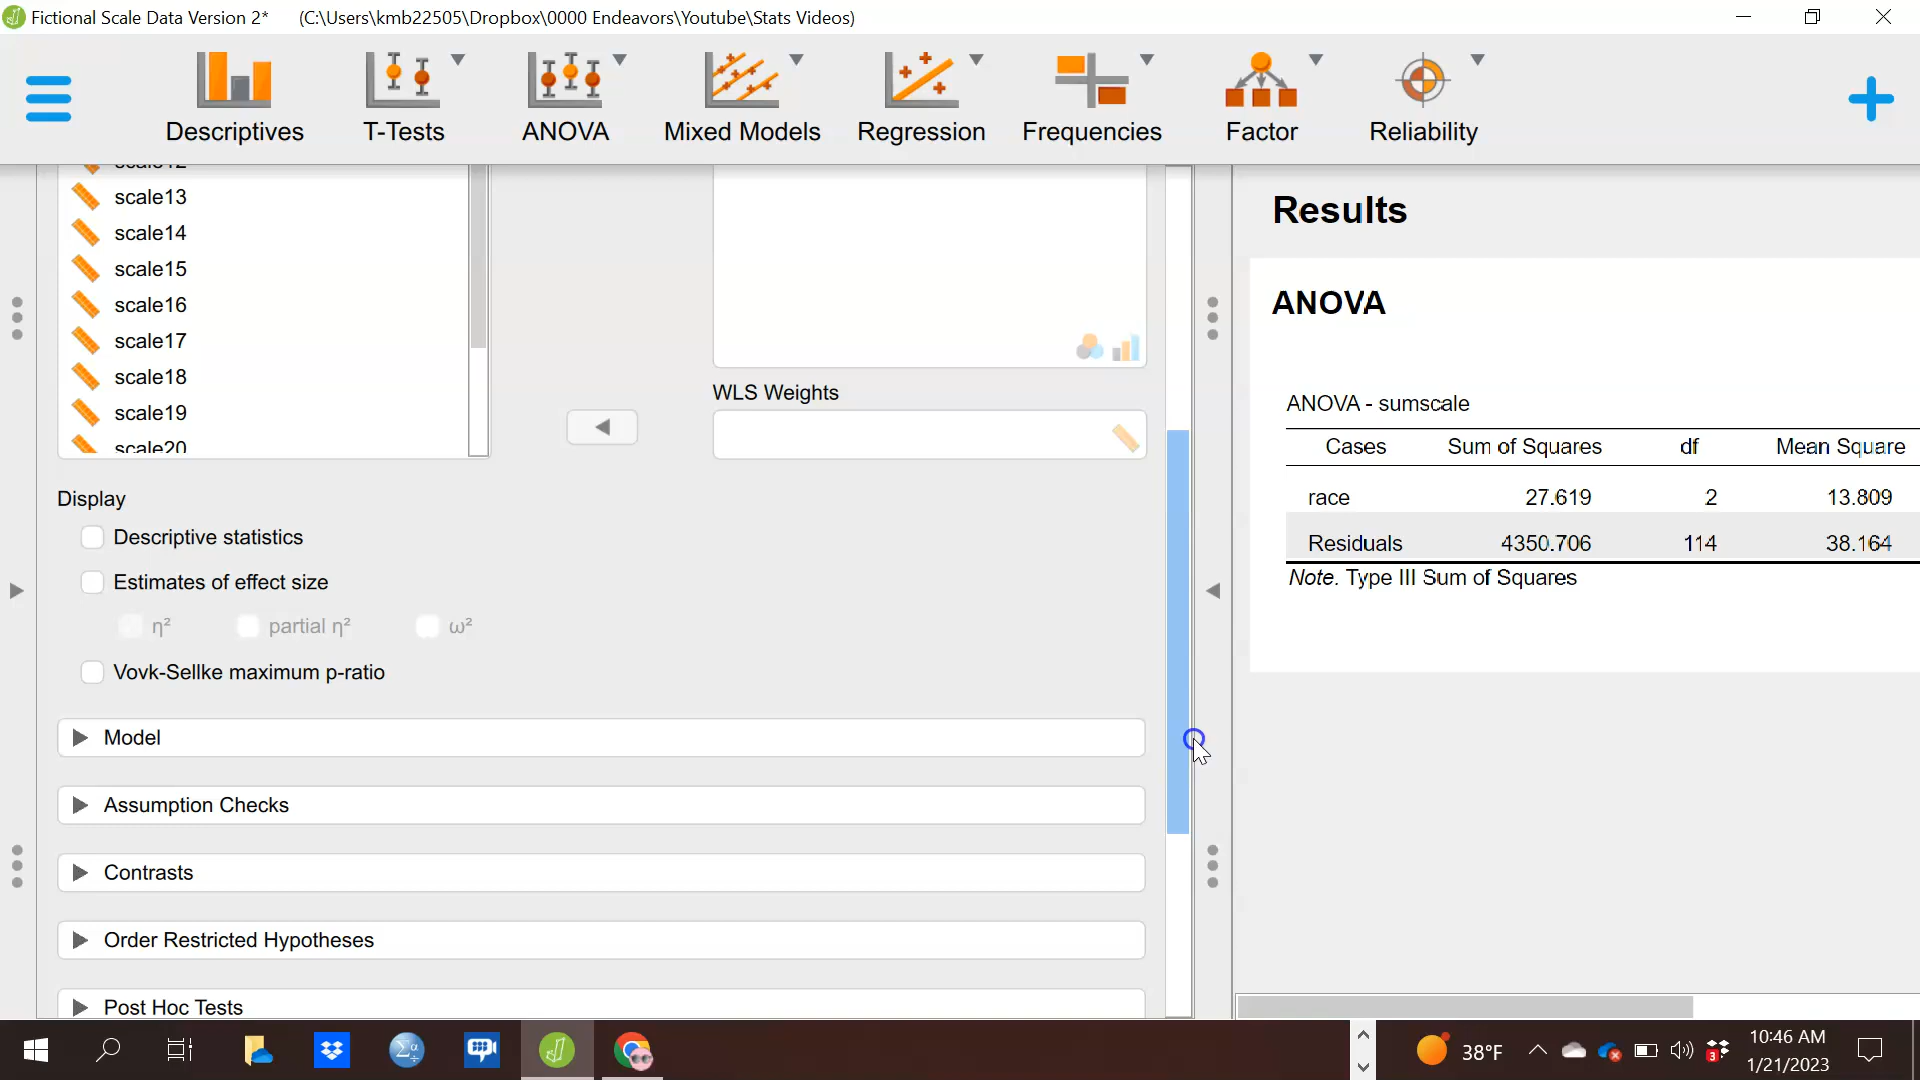 Fictional Scale Data Version 2* (C:\Users\kmb22505\Dropbox\0000 Endeavors\Youtube\Stats Videos)
Descriptives T-Tests ANOVA Mixed Models Regression Frequencies Factor Reliability
scale12
scale13
scale14
scale15
scale16
scale17
scale18
scale19
scale20
WLS Weights
Display
Descriptive statistics
Estimates of effect size
η² partial η² ω²
Vovk-Sellke maximum p-ratio
Model
Assumption Checks
Contrasts
Order Restricted Hypotheses
Post Hoc Tests
Results
ANOVA
ANOVA - sumscale
Cases Sum of Squares df Mean Square
race 27.619 2 13.809
Residuals 4350.706 114 38.164
Note. Type III Sum of Squares
38°F
3
10:46 AM
1/21/2023